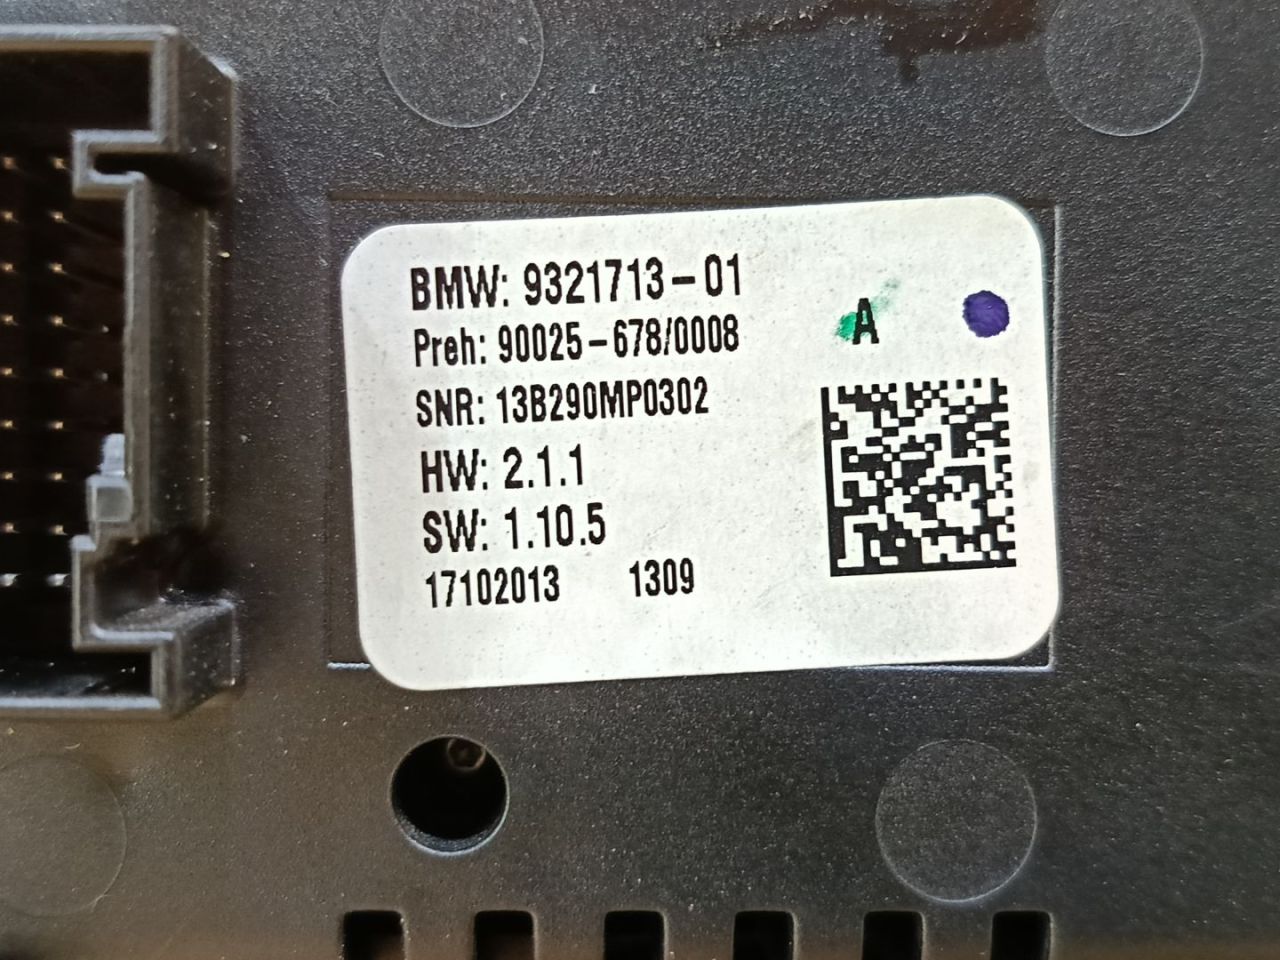 BMW: 9321713-01
Preh: 90025-678/0008
A
SNR: 13B290MP0302
HW: 2.1.1
SW: 1.10.5
17102013 1309